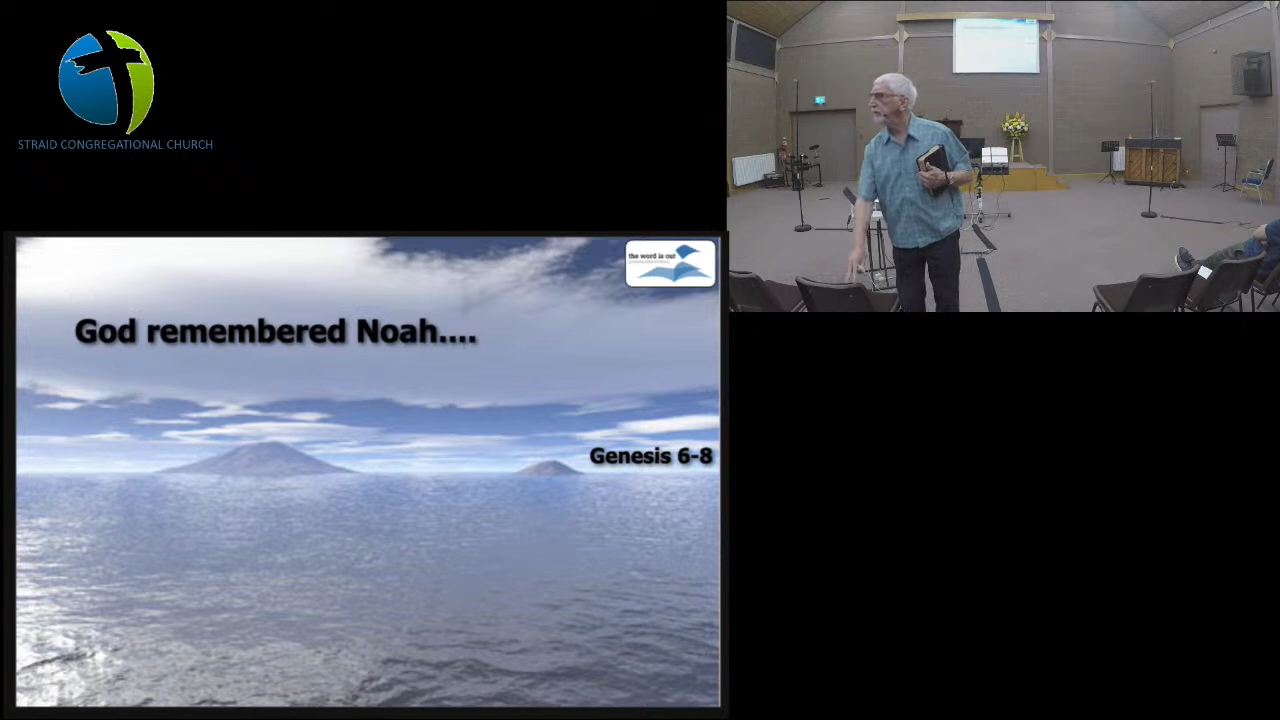 STRAID CONGREGATIONAL CHURCH
the word is out
God remembered Noah....
Genesis 6-8